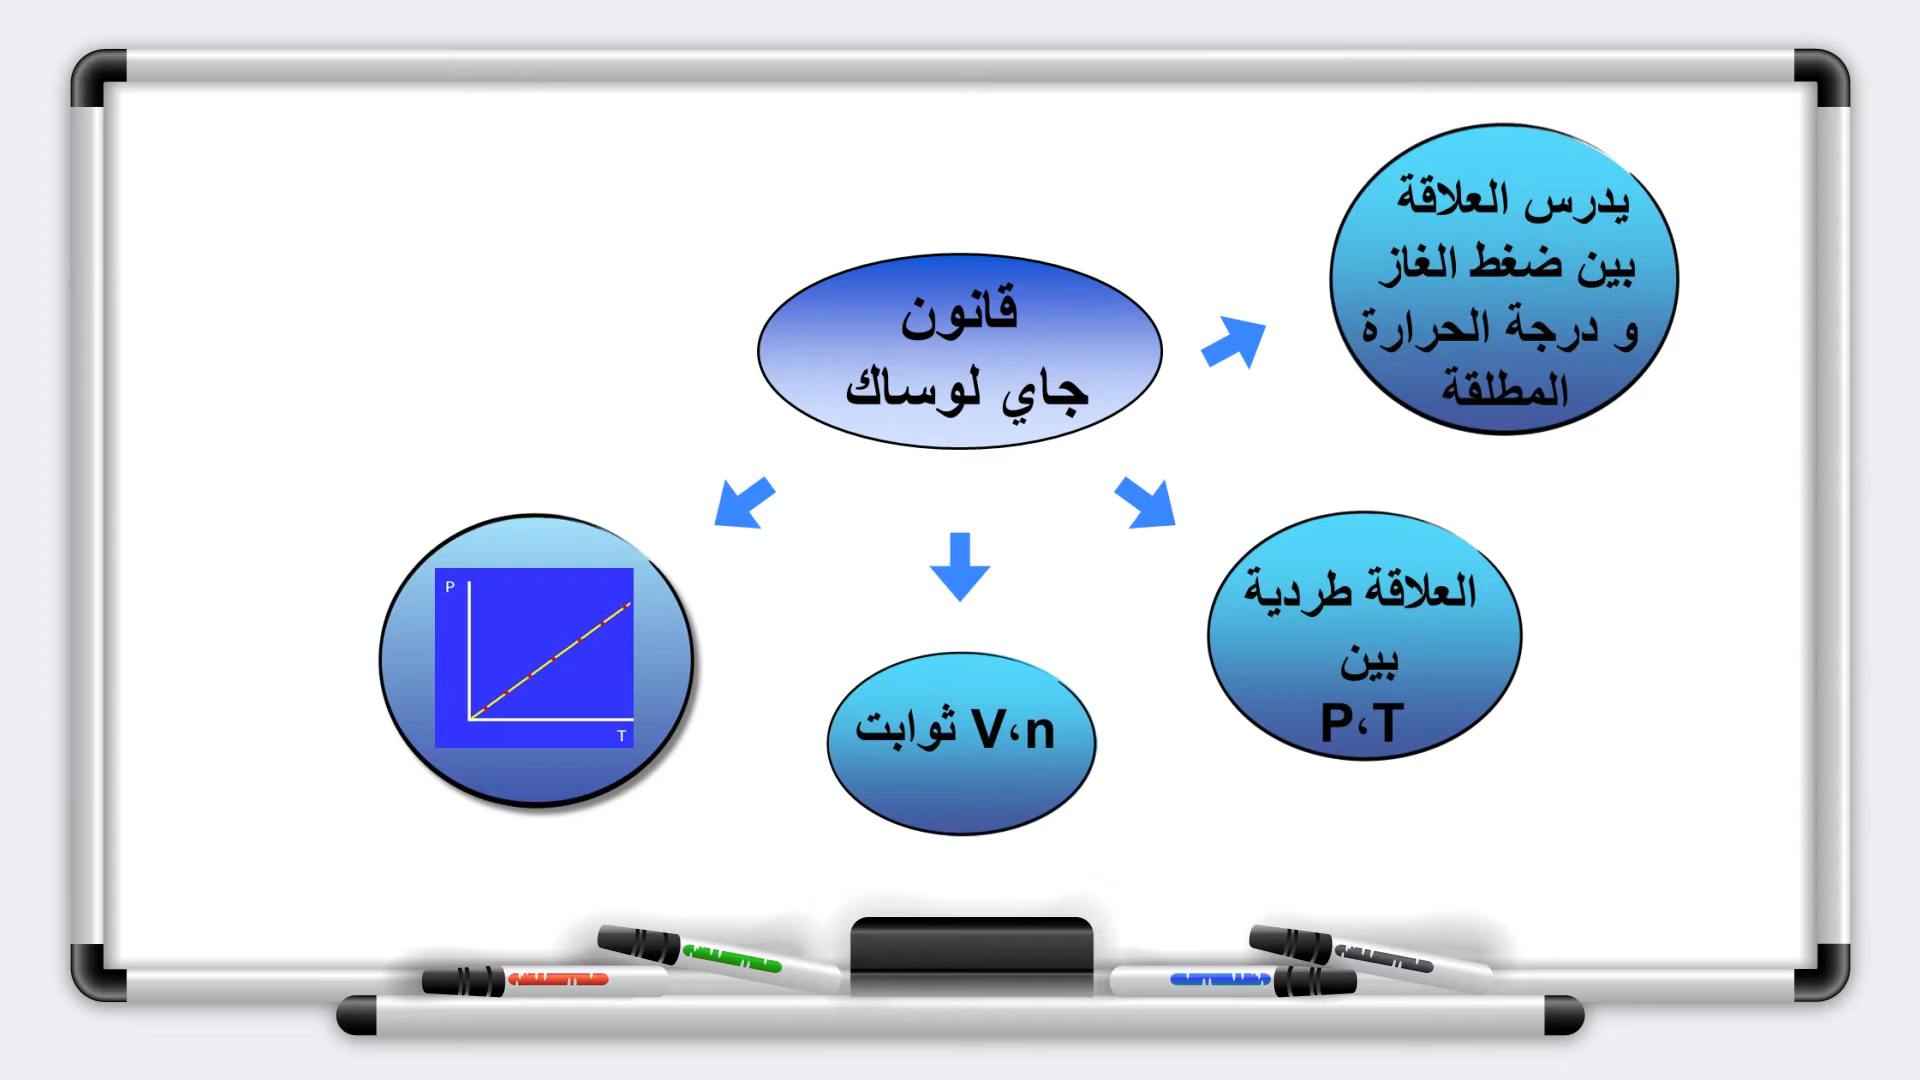 قانون
جاي لوساك
يدرس العلاقة
بين ضغط الغاز
و درجة الحرارة
المطلقة
العلاقة طردية
بين
P،T
V،n ثوابت
P
T